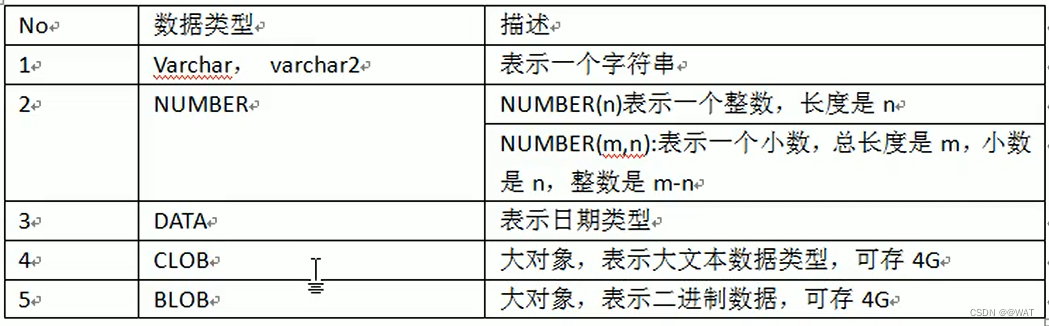 No 数据类型 描述
1 Varchar， varchar2 表示一个字符串
2 NUMBER NUMBER(n)表示一个整数，长度是 n
NUMBER(m,n):表示一个小数，总长度是 m，小数
是 n，整数是 m-n
3 DATA 表示日期类型
4 CLOB 大对象，表示大文本数据类型，可存 4G
5 BLOB 大对象，表示二进制数据，可存 4G
CSDN @@WAT